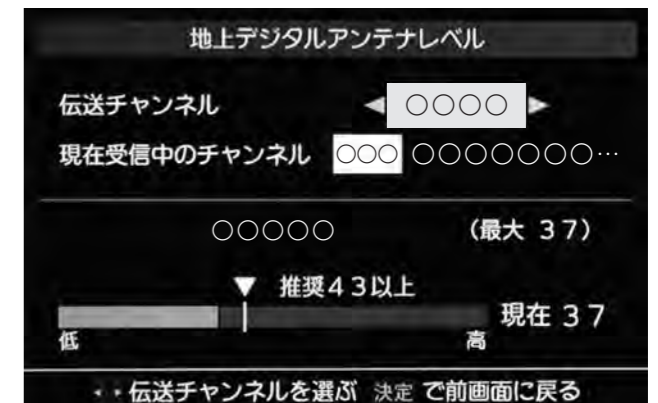 地上デジタルアンテナレベル
伝送チャンネル ◀ ○○○○ ▶
現在受信中のチャンネル ○○○ ○○○○○○○…
○○○○○ (最大 37)
▼ 推奨43以上
現在 37
低 高
伝送チャンネルを選ぶ 決定 で前画面に戻る